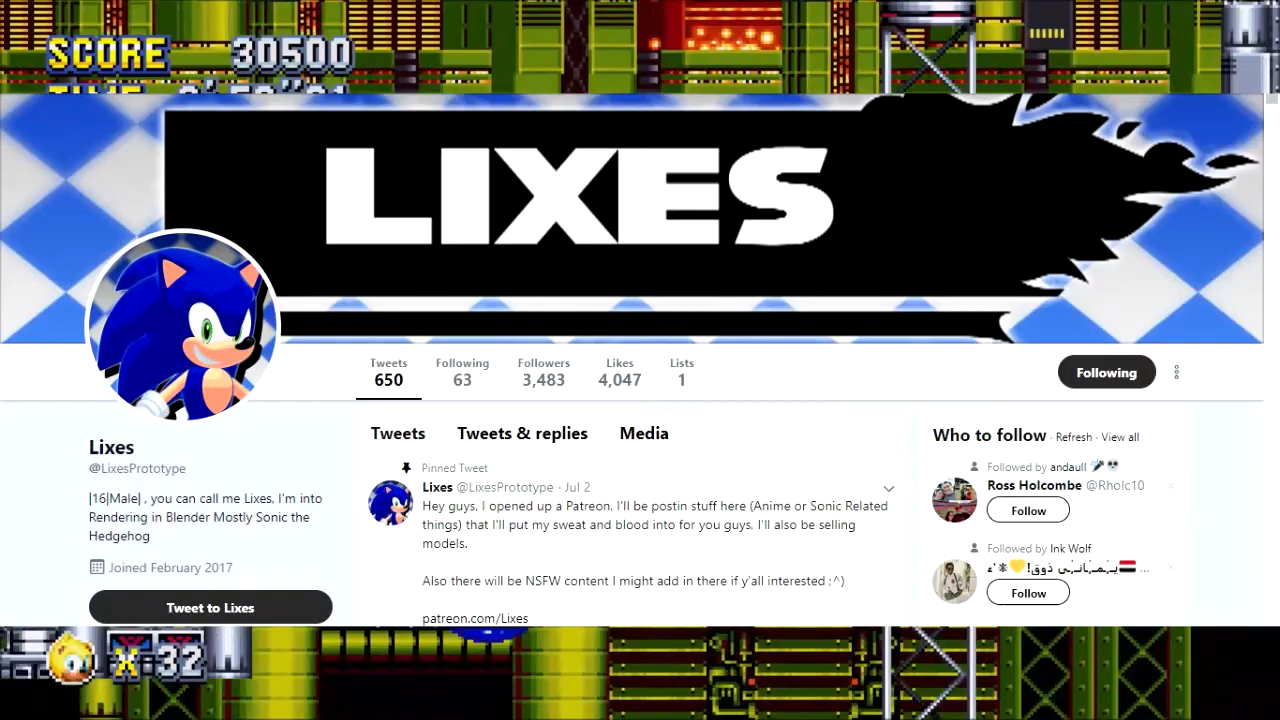 SCORE 30500
LIXES
Tweets Following Followers Likes Lists
650 63 3,483 4,047 1
Following
Lixes
@LixesPrototype
|16|Male| , you can call me Lixes, I'm into
Rendering in Blender Mostly Sonic the
Hedgehog
Joined February 2017
Tweet to Lixes
Tweets Tweets & replies Media
Pinned Tweet
Lixes @LixesPrototype · Jul 2
Hey guys, I opened up a Patreon, I'll be postin stuff here (Anime or Sonic Related
things) that I'll put my sweat and blood into for you guys, I'll also be selling
models.
Also there will be NSFW content I might add in there if y'all interested ;^)
patreon.com/Lixes
Who to follow · Refresh · View all
Followed by andaull
Ross Holcombe @Rholc10
Follow
Followed by Ink Wolf
Follow
X 32